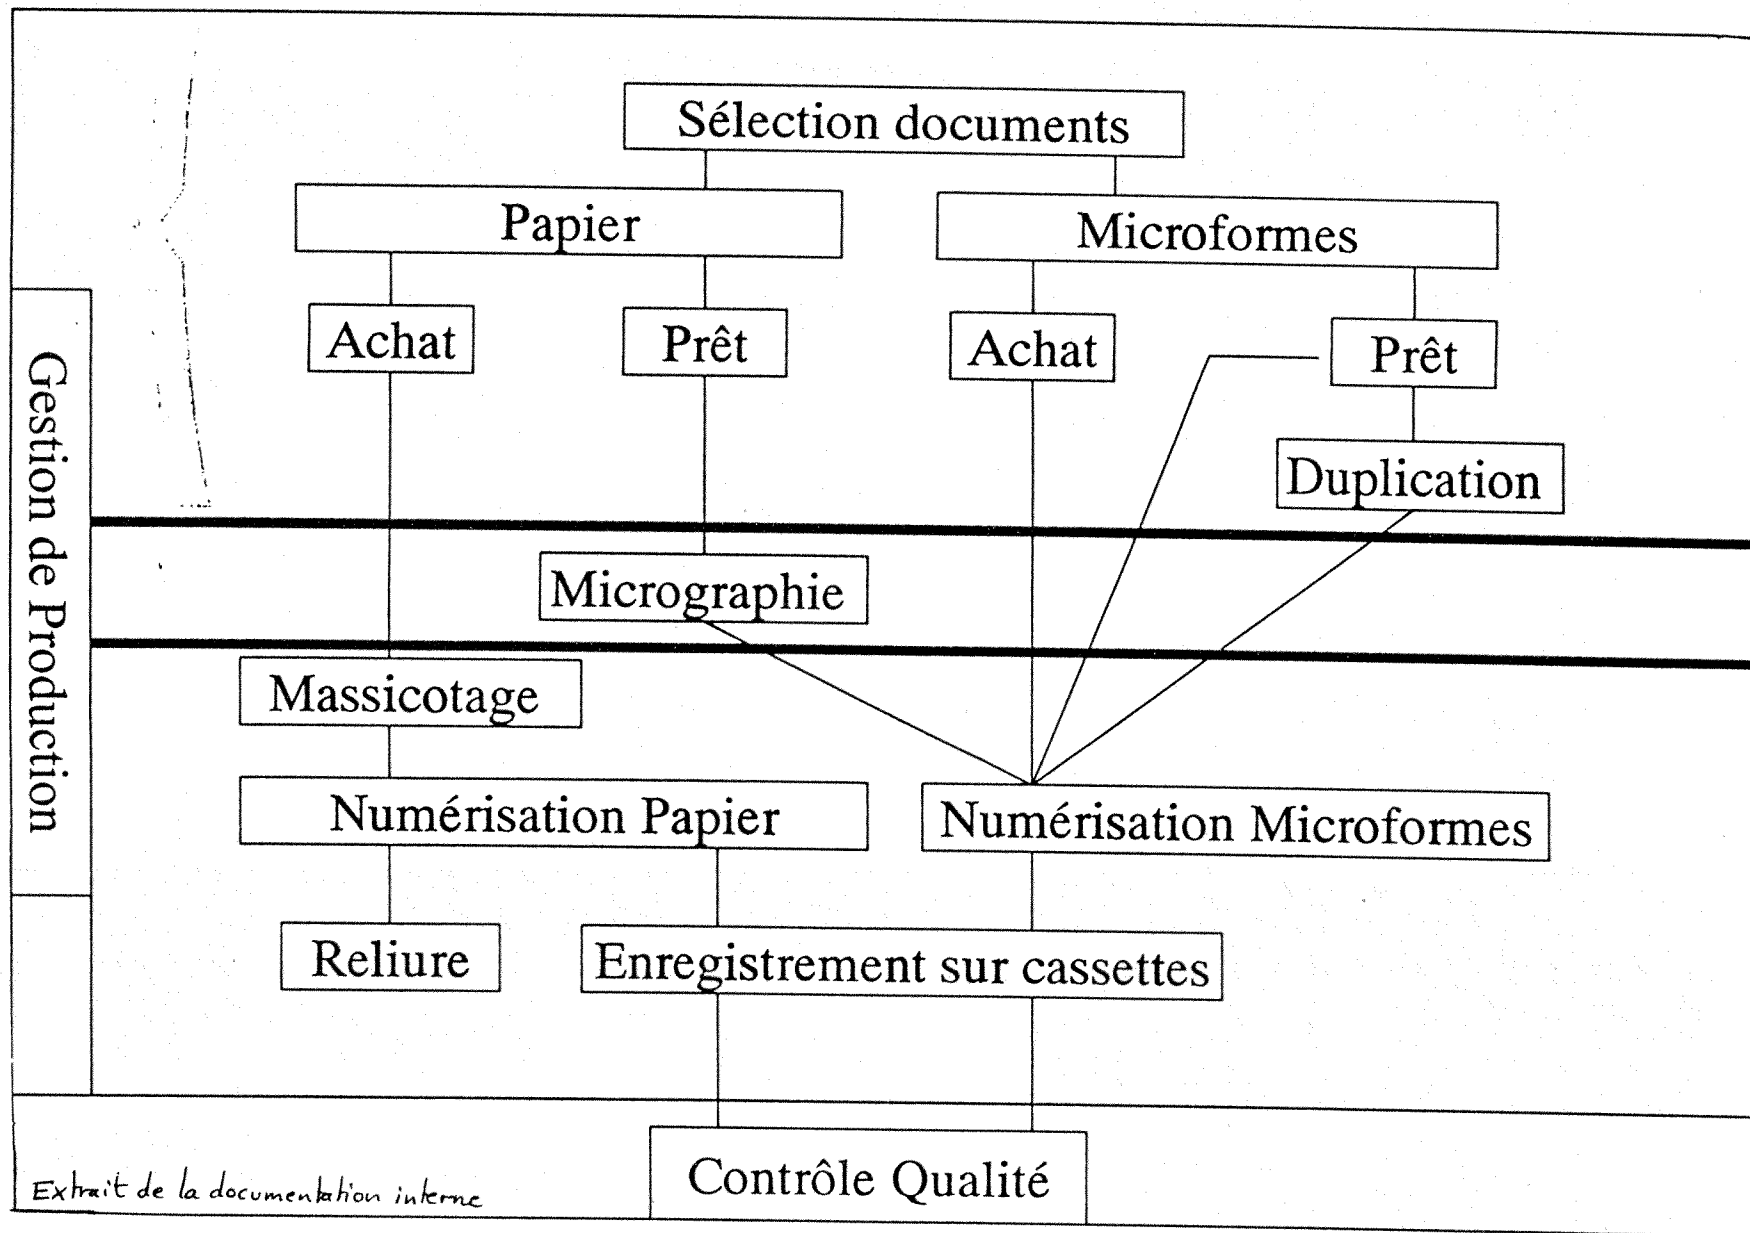 Sélection documents
Papier
Microformes
Achat
Prêt
Achat
Prêt
Duplication
Gestion de Production
Micrographie
Massicotage
Numérisation Papier
Numérisation Microformes
Reliure
Enregistrement sur cassettes
Contrôle Qualité
Extrait de la documentation interne